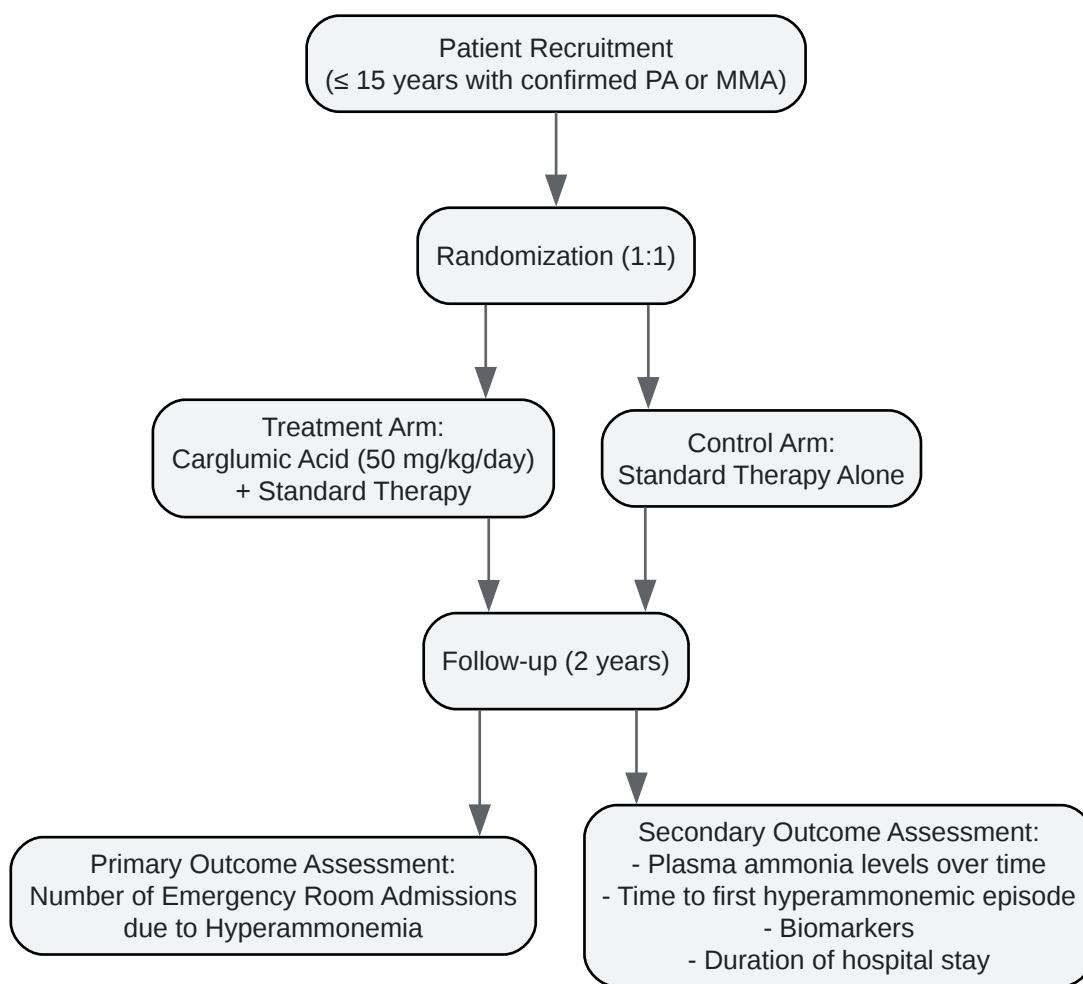 Patient Recruitment
(≤ 15 years with confirmed PA or MMA)
Randomization (1:1)
Treatment Arm:
Carglumic Acid (50 mg/kg/day)
+ Standard Therapy
Control Arm:
Standard Therapy Alone
Follow-up (2 years)
Primary Outcome Assessment:
Number of Emergency Room Admissions
due to Hyperammonemia
Secondary Outcome Assessment:
- Plasma ammonia levels over time
- Time to first hyperammonemic episode
- Biomarkers
- Duration of hospital stay